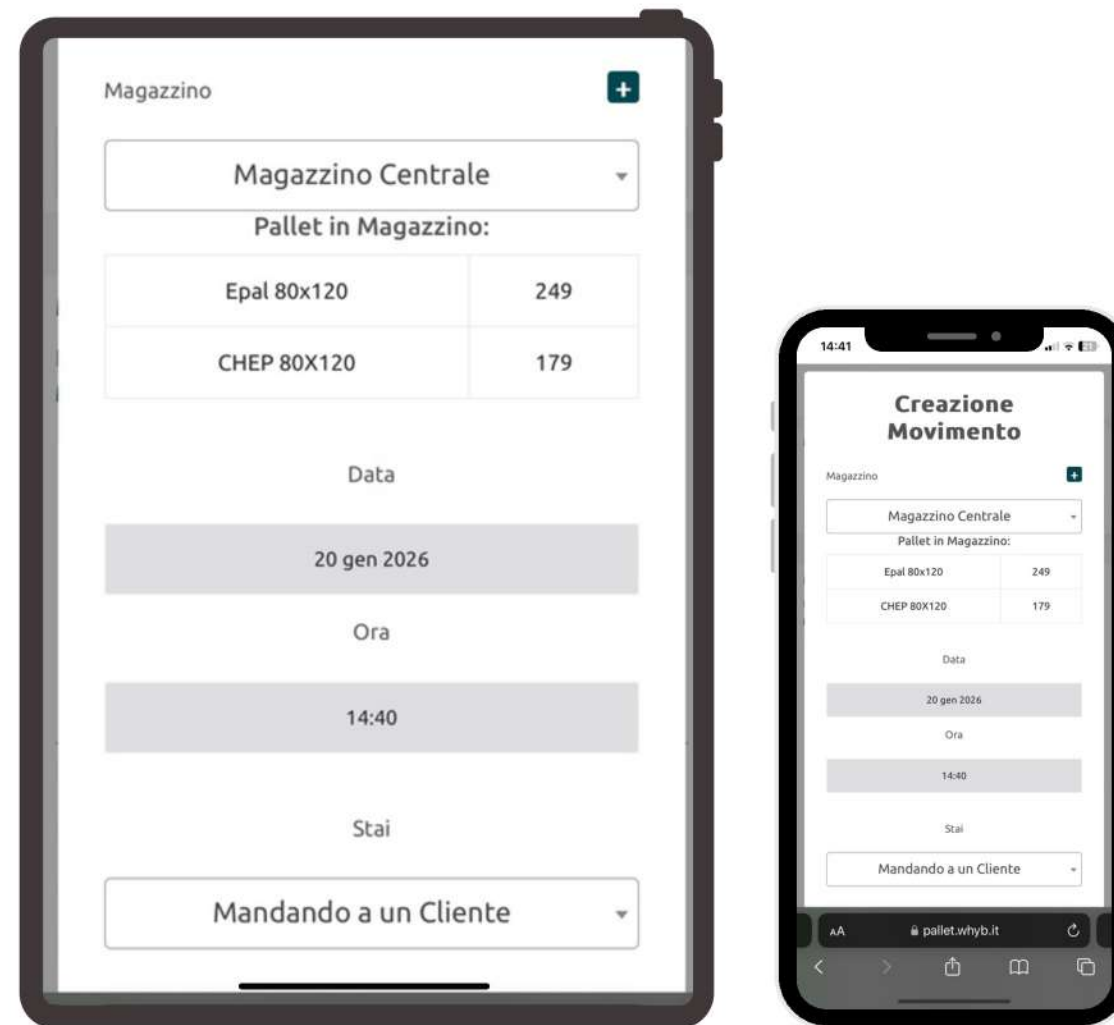 Magazzino
+
Magazzino Centrale
Pallet in Magazzino:
Epal 80x120 249
CHEP 80X120 179
Data
20 gen 2026
Ora
14:40
Stai
Mandando a un Cliente
14:41
Creazione
Movimento
Magazzino
+
Magazzino Centrale
Pallet in Magazzino:
Epal 80x120 249
CHEP 80X120 179
Data
20 gen 2026
Ora
14:40
Stai
Mandando a un Cliente
AA pallet.whyb.it